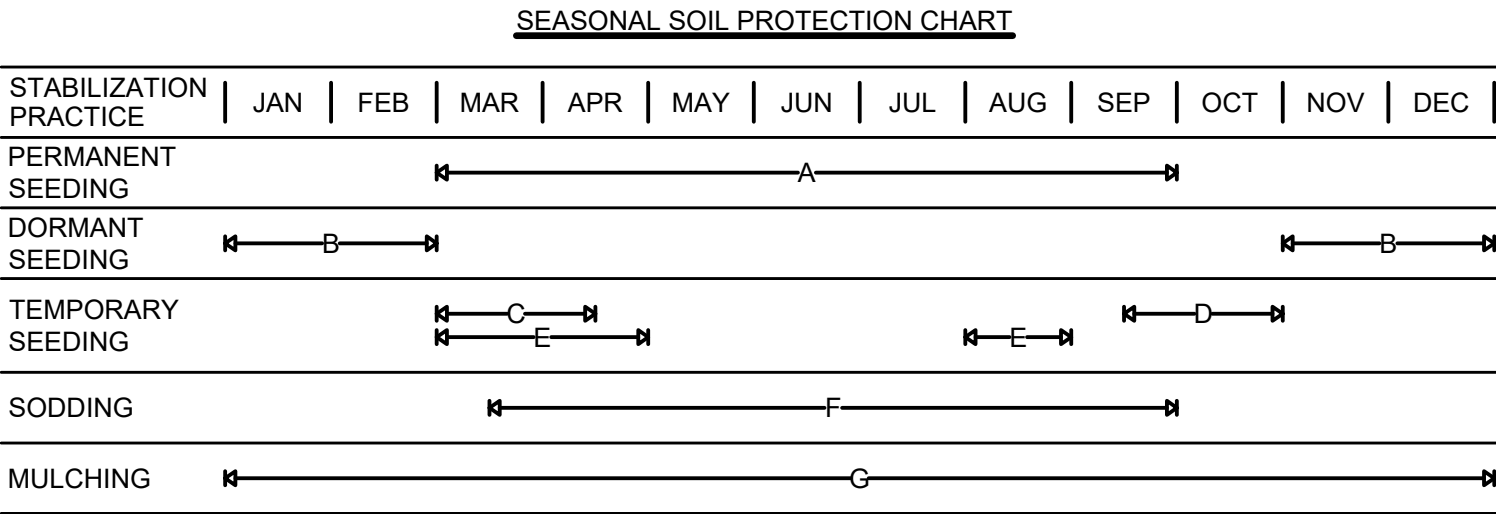 SEASONAL SOIL PROTECTION CHART
STABILIZATION
PRACTICE
JAN FEB MAR APR MAY JUN JUL AUG SEP OCT NOV DEC
PERMANENT
SEEDING
A
DORMANT
SEEDING
B B
TEMPORARY
SEEDING
C D
E E
SODDING
F
MULCHING
G